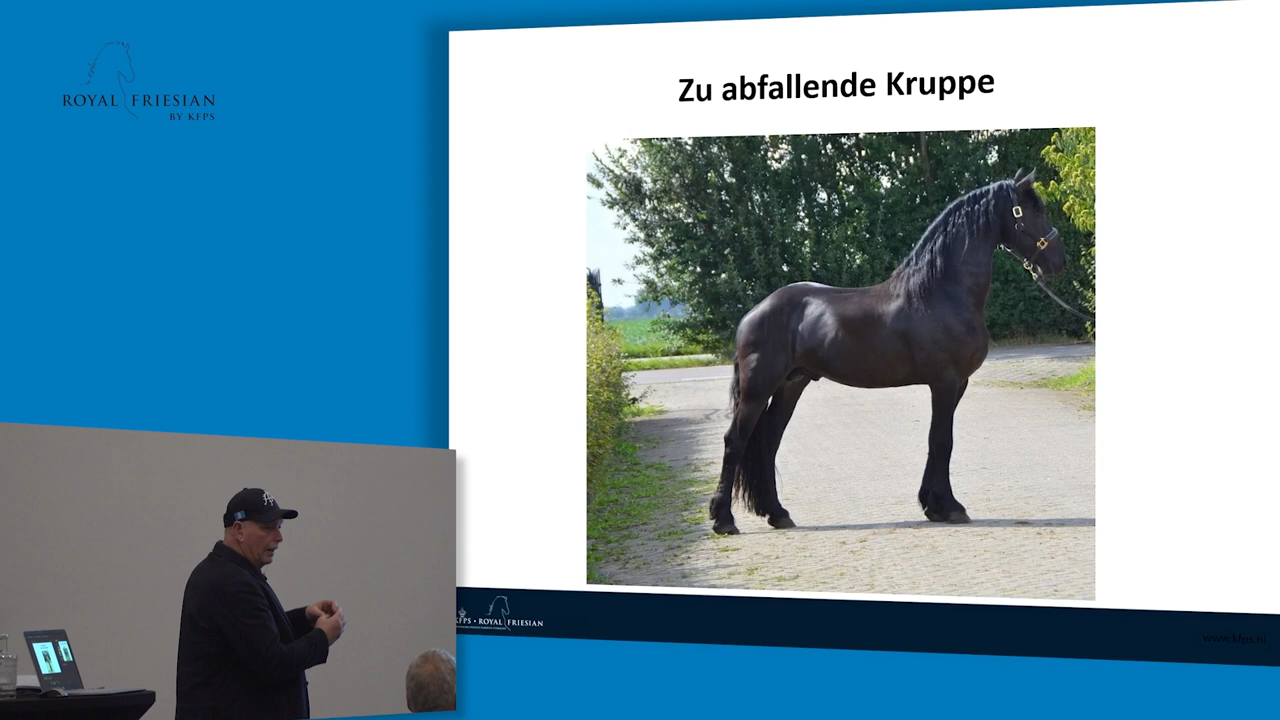 ROYAL FRIESIAN
BY KFPS
Zu abfallende Kruppe
KFPS • ROYAL FRIESIAN
www.kfps.nl